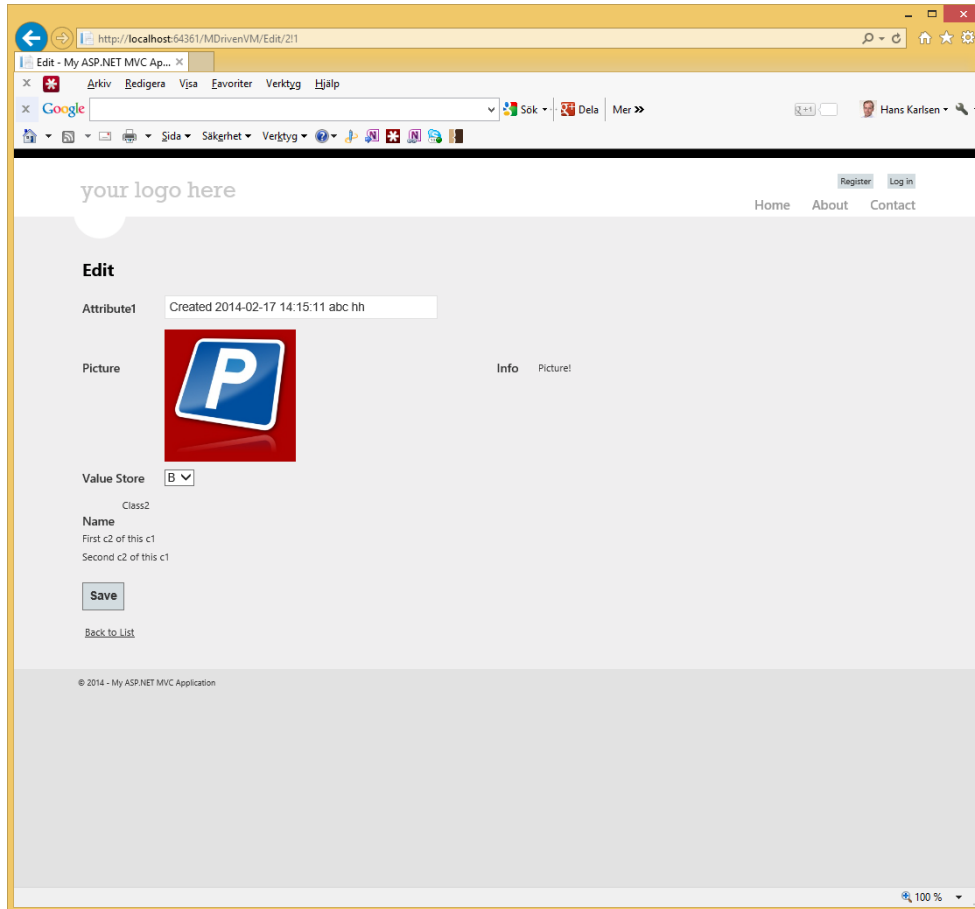 http://localhost:64361/MDrivenVM/Edit/2!1
Edit - My ASP.NET MVC Ap...
Arkiv Redigera Visa Favoriter Verktyg Hjälp
Google Sök Dela Mer Hans Karlsen
Sida Säkerhet Verktyg
your logo here
Register Log in
Home About Contact
Edit
Attribute1 Created 2014-02-17 14:15:11 abc hh
Picture P Info Picture!
Value Store B
Class2
Name
First c2 of this c1
Second c2 of this c1
Save
Back to List
© 2014 - My ASP.NET MVC Application
100 %